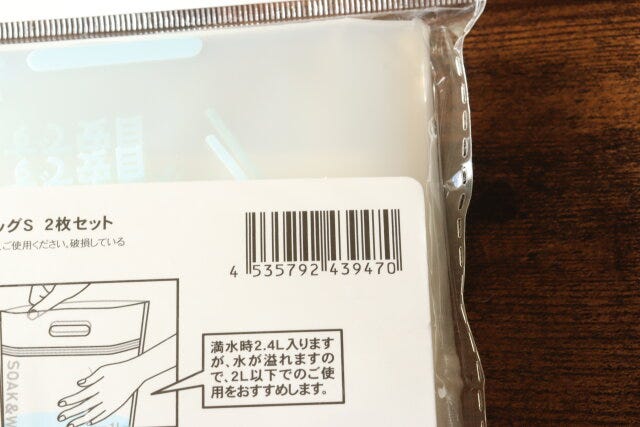 ッグS 2枚セット
ご使用ください。破損している
4 535792 439470
満水時2.4L入ります
が、水が溢れますの
で、2L以下でのご使
用をおすすめします。
SOAK&W
1L